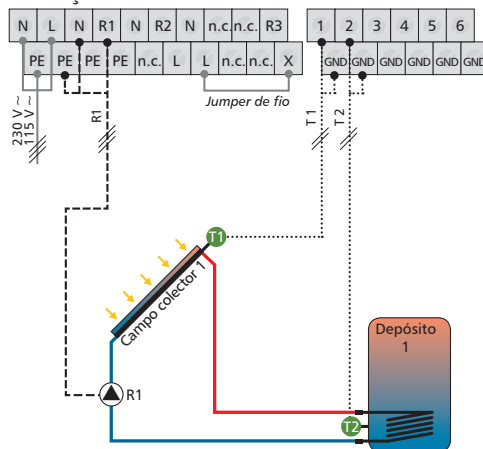 N L N R1 N R2 N n.c. n.c. R3
1 2 3 4 5 6
PE PE PE PE n.c. L L n.c. n.c. X
GND GND GND GND GND GND
Jumper de fio
230 V ~
115 V ~
R1
T1
T2
T1
Campo colector 1
Depósito
1
R1
T2